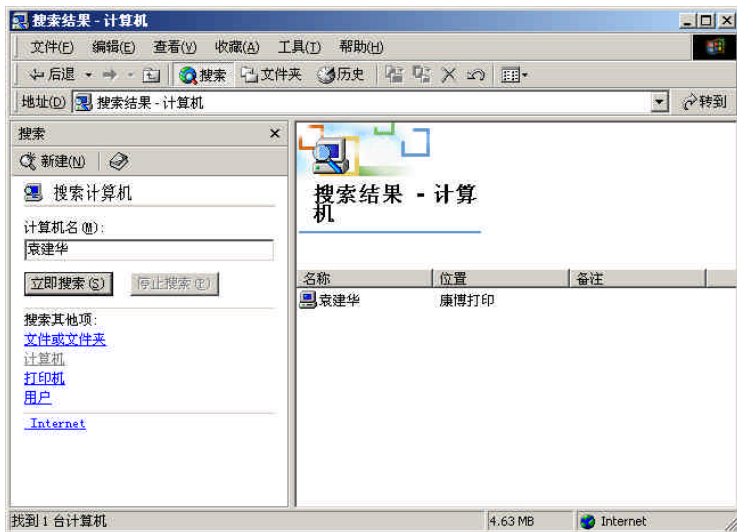 搜索结果 - 计算机
文件(F) 编辑(E) 查看(V) 收藏(A) 工具(T) 帮助(H)
后退 搜索 文件夹 历史
地址(D) 搜索结果 - 计算机 转到
搜索
新建(N)
搜索计算机
计算机名(M):
袁建华
立即搜索(S) 停止搜索(P)
搜索其他项:
文件或文件夹
计算机
打印机
用户
Internet
搜索结果 - 计算
机
名称 位置 备注
袁建华 康博打印
找到 1 台计算机 4.63 MB Internet